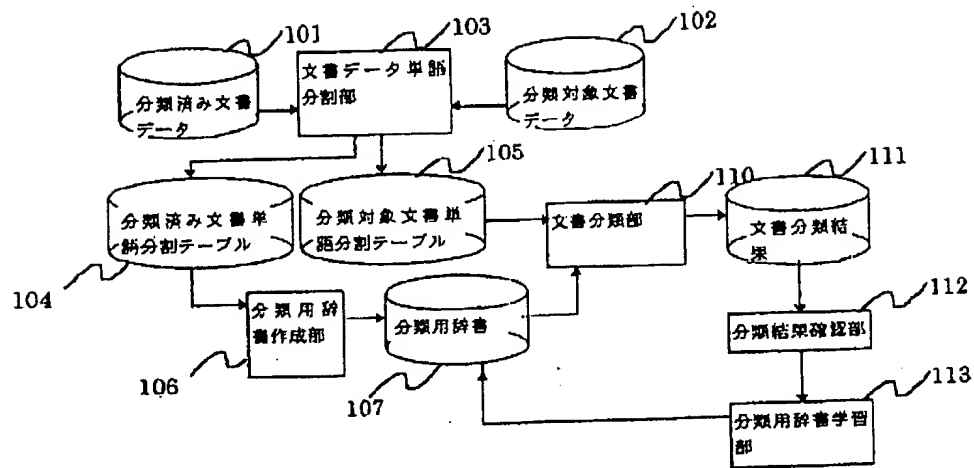 101
103
102
文書データ単語
分割部
分類済み文書
データ
分類対象文書
データ
105
110
111
分類済み文書単
語分割テーブル
分類対象文書単
語分割テーブル
文書分類部
文書分類結
果
104
112
分類用辞
書作成部
分類用辞書
分類結果確認部
106
107
113
分類用辞書学習
部